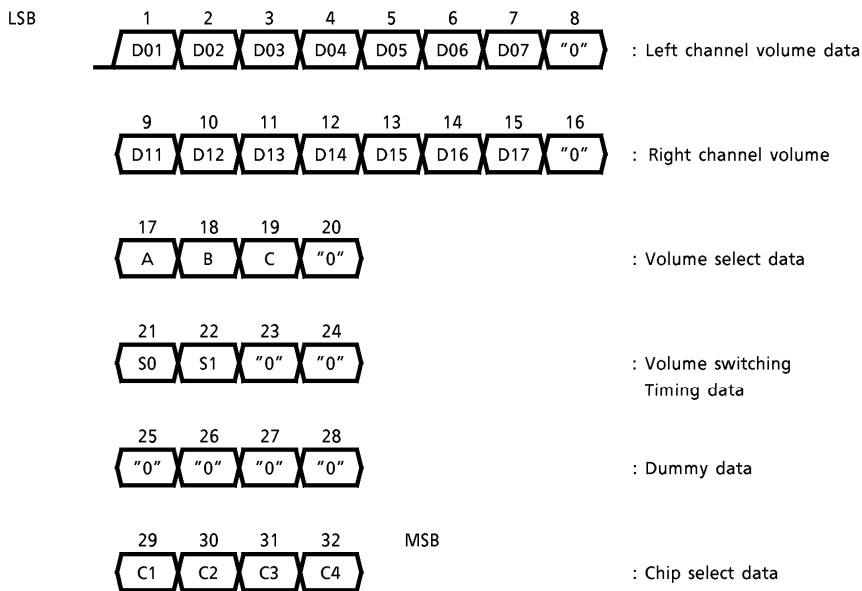 LSB
1 2 3 4 5 6 7 8
D01 D02 D03 D04 D05 D06 D07 "0" : Left channel volume data
9 10 11 12 13 14 15 16
D11 D12 D13 D14 D15 D16 D17 "0" : Right channel volume
17 18 19 20
A B C "0" : Volume select data
21 22 23 24
S0 S1 "0" "0" : Volume switching
Timing data
25 26 27 28
"0" "0" "0" "0" : Dummy data
29 30 31 32 MSB
C1 C2 C3 C4 : Chip select data